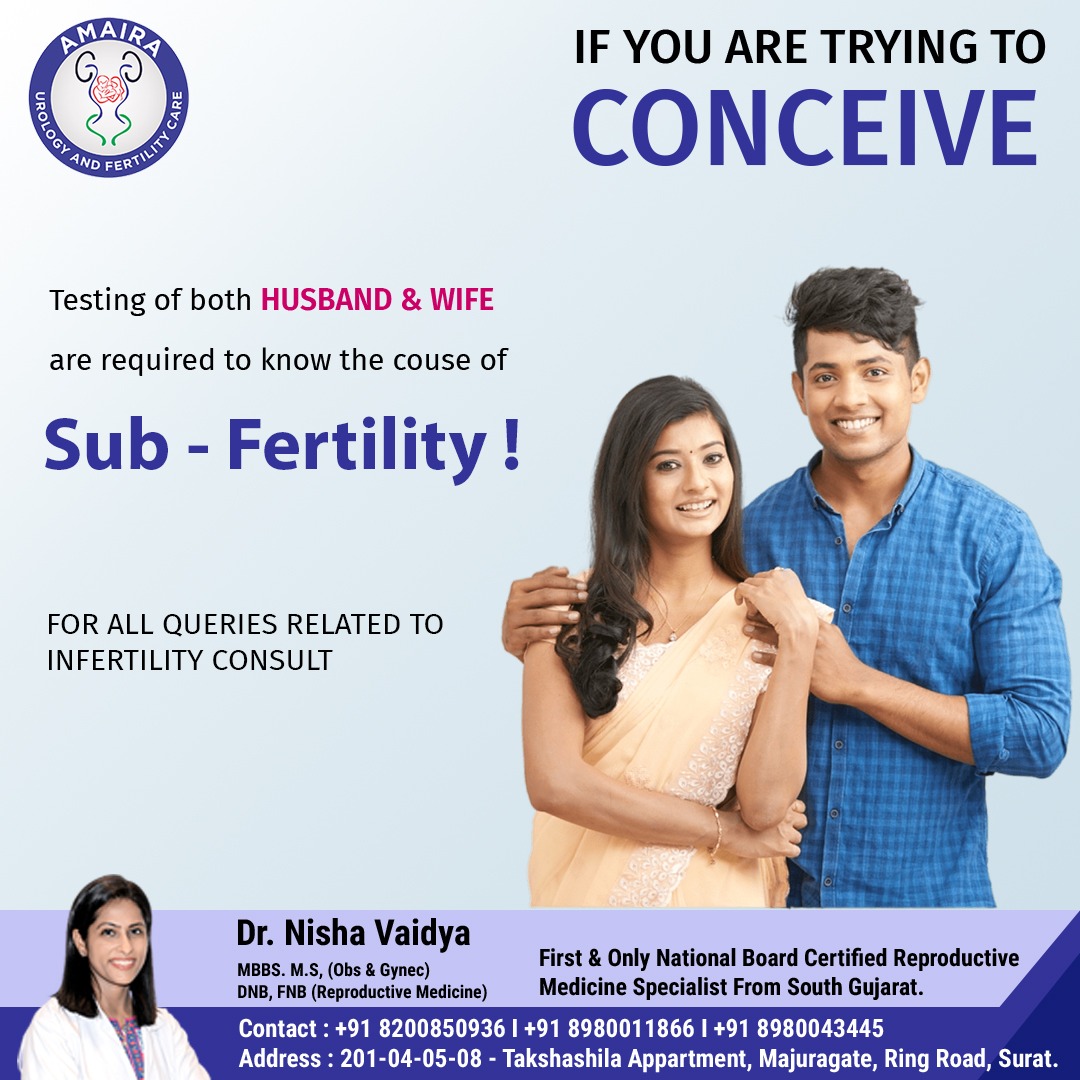 AMAIRA
UROLOGY AND FERTILITY CARE
IF YOU ARE TRYING TO
CONCEIVE
Testing of both HUSBAND & WIFE
are required to know the couse of
Sub - Fertility !
FOR ALL QUERIES RELATED TO
INFERTILITY CONSULT
Dr. Nisha Vaidya
MBBS. M.S, (Obs & Gynec)
DNB, FNB (Reproductive Medicine)
First & Only National Board Certified Reproductive
Medicine Specialist From South Gujarat.
Contact : +91 8200850936 I +91 8980011866 I +91 8980043445
Address : 201-04-05-08 - Takshashila Appartment, Majuragate, Ring Road, Surat.